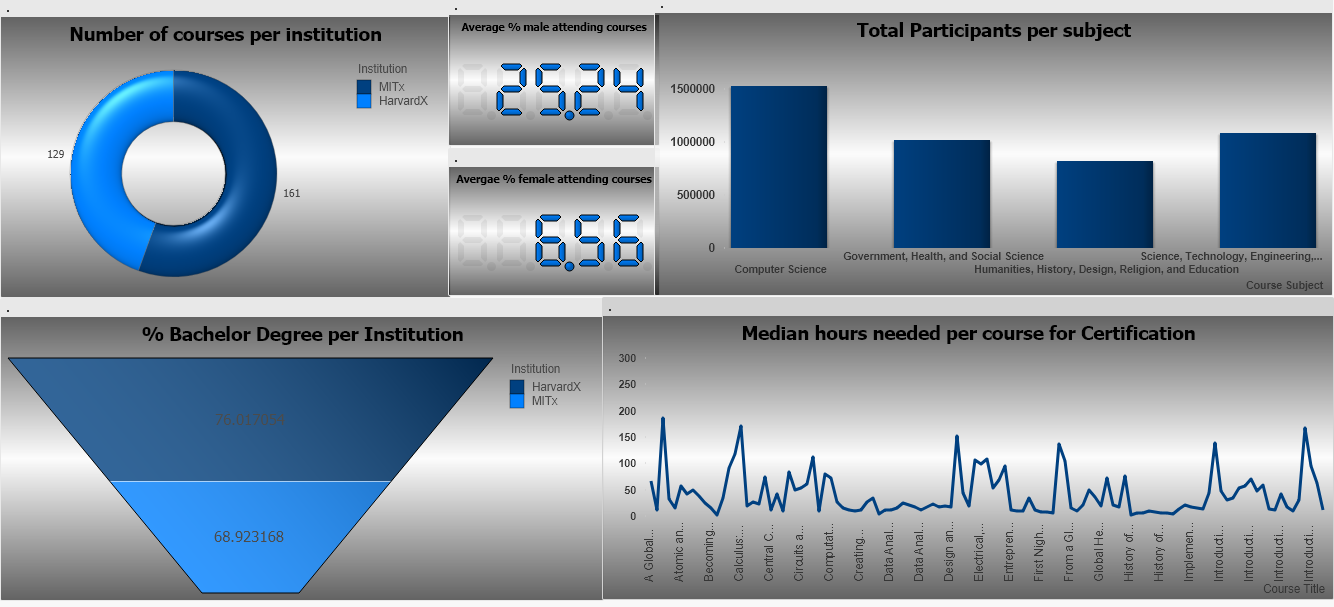 Number of courses per institution
Institution
MITx
HarvardX
129
161
Average % male attending courses
25.24
Avergae % female attending courses
6.56
Total Participants per subject
1500000
1000000
500000
0
Government, Health, and Social Science
Science, Technology, Engineering,...
Computer Science
Humanities, History, Design, Religion, and Education
Course Subject
% Bachelor Degree per Institution
Institution
HarvardX
MITx
68.923168
Median hours needed per course for Certification
300
250
200
150
100
50
0
A Global...
Atomic an...
Becoming...
Calculus:...
Central C...
Circuits a...
Computat...
Creating...
Data Anal...
Data Anal...
Design an...
Electrical,...
Entrepren...
First Nigh...
From a Gl...
Global He...
History of...
History of...
Implemen...
Introducti...
Introducti...
Introducti...
Introducti...
Course Title